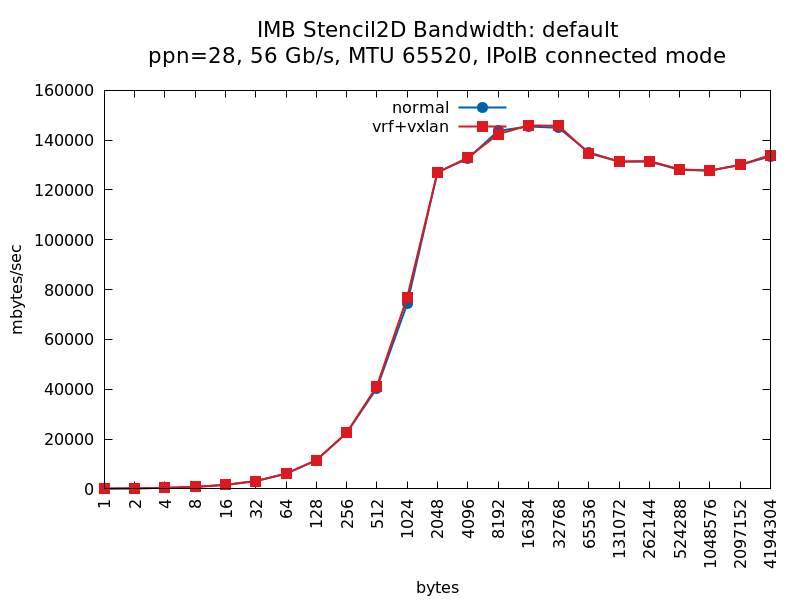 IMB Stencil2D Bandwidth: default
ppn=28, 56 Gb/s, MTU 65520, IPoIB connected mode
normal
vrf+vxlan
160000
140000
120000
100000
80000
60000
40000
20000
0
mbytes/sec
1 2 4 8 16 32 64 128 256 512 1024 2048 4096 8192 16384 32768 65536 131072 262144 524288 1048576 2097152 4194304
bytes